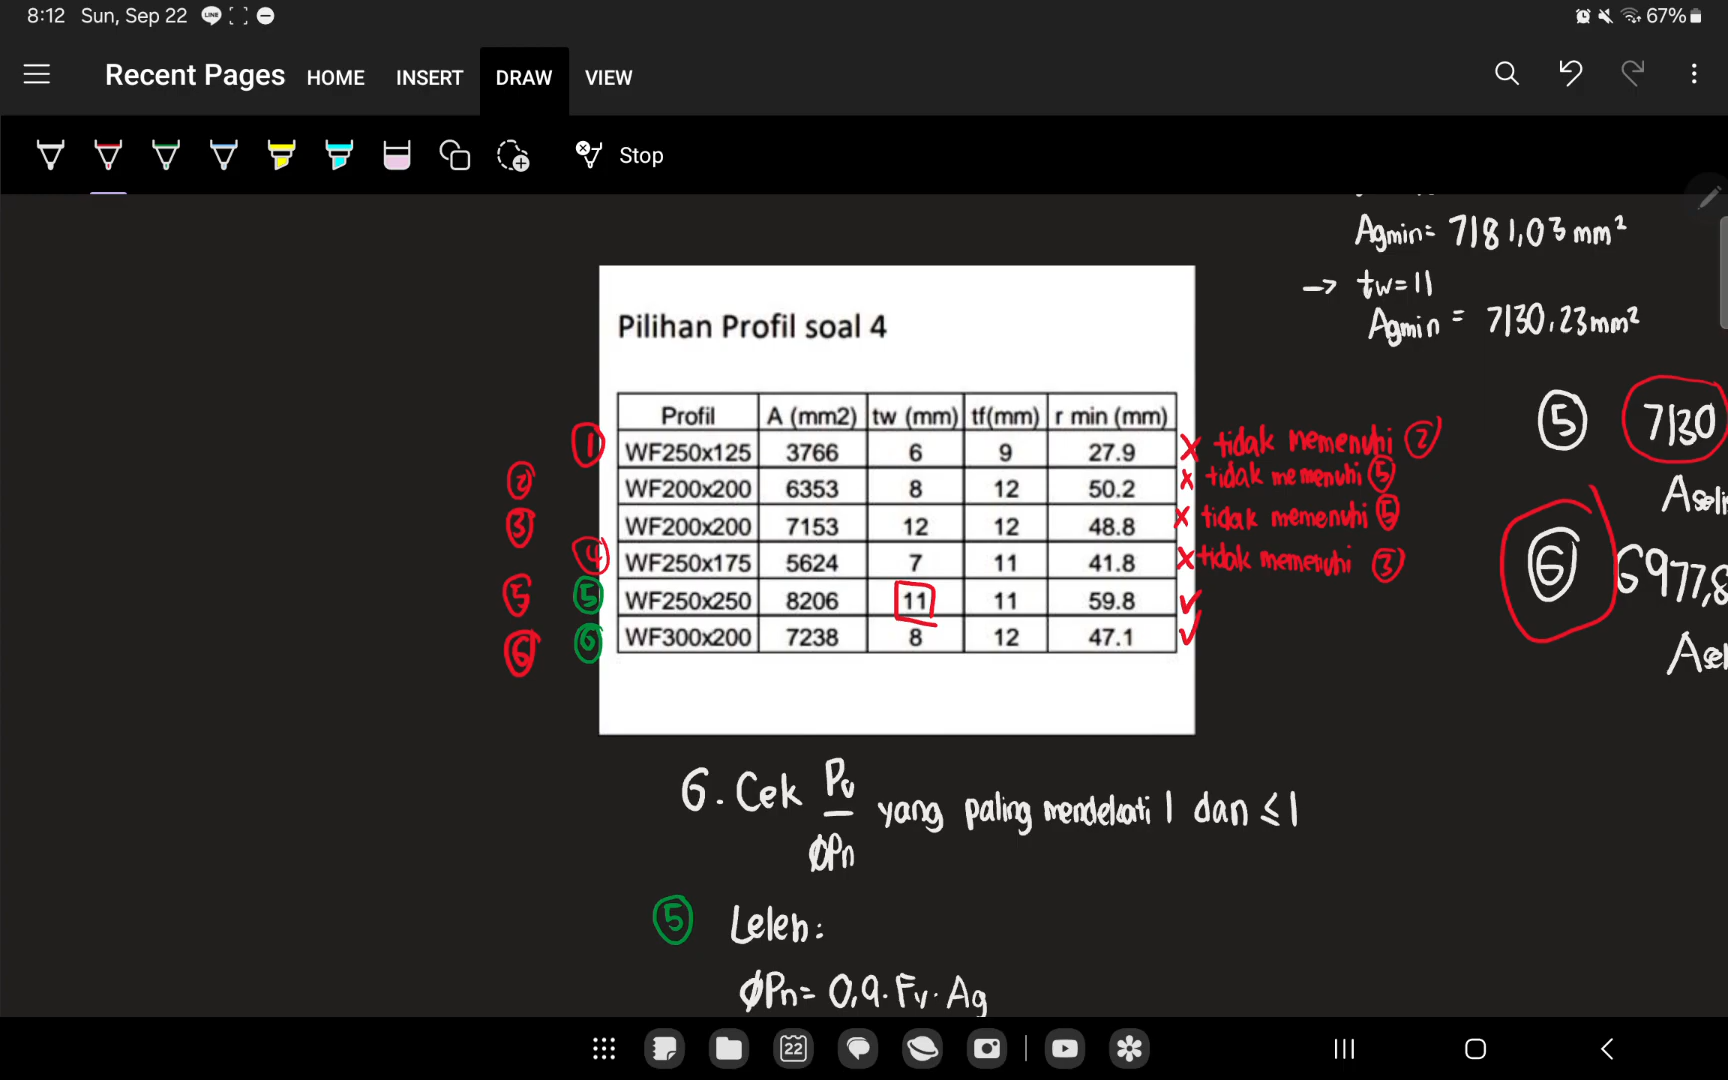 8:12 Sun, Sep 22 LINE 67%
Recent Pages HOME INSERT DRAW VIEW
Stop
Agmin= 7181,03 mm²
→ tw=11
Agmin = 7130.23mm²
Pilihan Profil soal 4
Profil A (mm2) tw (mm) tf(mm) r min (mm)
① WF250x125 3766 6 9 27.9 × tidak memenuhi ②
② WF200x200 6353 8 12 50.2 × tidak memenuhi ⑤
③ WF200x200 7153 12 12 48.8 × tidak memenuhi ⑤
④ WF250x175 5624 7 11 41.8 × tidak memenuhi ③
⑤ ⑤ WF250x250 8206 11 11 59.8 ✓
⑥ ⑥ WF300x200 7238 8 12 47.1 ✓
⑤ 7130
⑥ 6977,8
6. Cek Pu/ϕPn yang paling mendekati 1 dan ≤ 1
⑤ Leleh:
ϕPn= 0,9. Fy. Ag
22